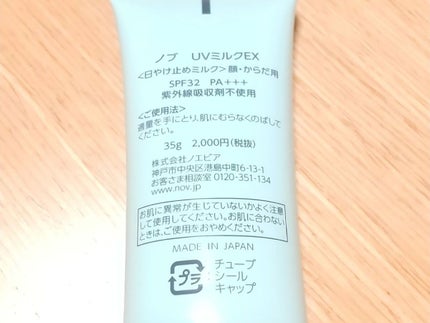 ノブ UVミルクEX
<日やけ止めミルク>顔・からだ用
SPF32 PA+++
紫外線吸収剤不使用
<ご使用法>
適量を手にとり、肌にむらなくのばして
ください。
35g 2,000円(税抜)
株式会社ノエビア
神戸市中央区港島中町6-13-1
お客さま相談室 0120-351-134
www.nov.jp
お肌に異常が生じていないかよく注意
して使用してください。お肌に合わない
ときは、ご使用をおやめください。
MADE IN JAPAN
プラ
チューブ
シール
キャップ